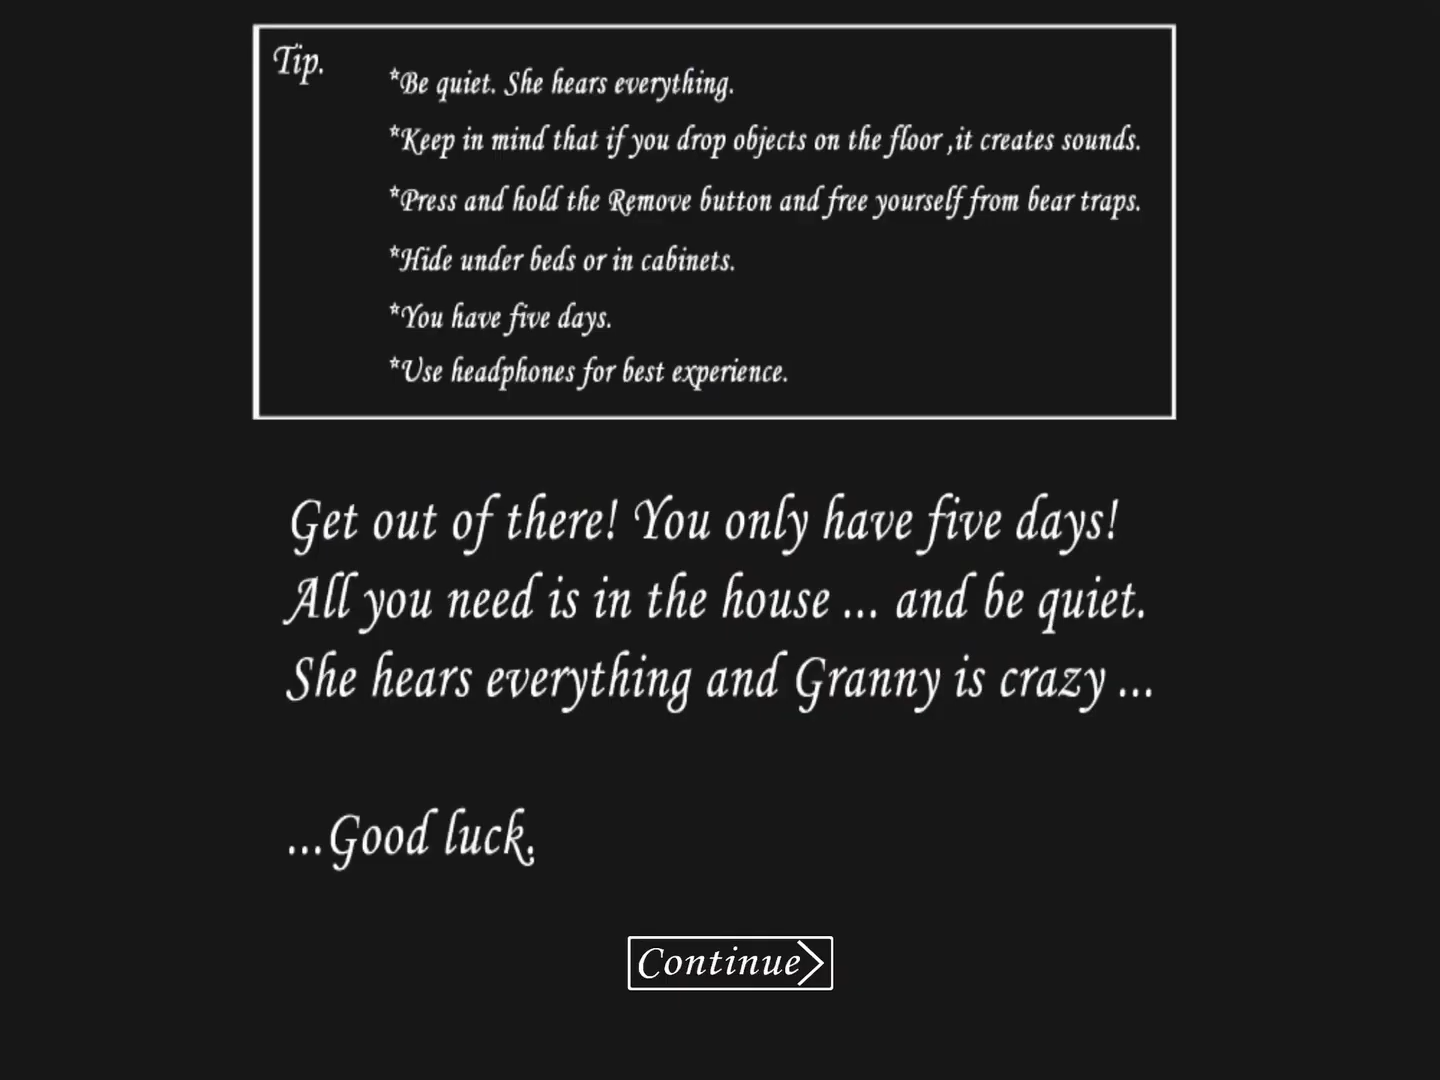 Tip.
*Be quiet. She hears everything.
*Keep in mind that if you drop objects on the floor ,it creates sounds.
*Press and hold the Remove button and free yourself from bear traps.
*Hide under beds or in cabinets.
*You have five days.
*Use headphones for best experience.
Get out of there! You only have five days!
All you need is in the house ... and be quiet.
She hears everything and Granny is crazy ...
...Good luck.
Continue